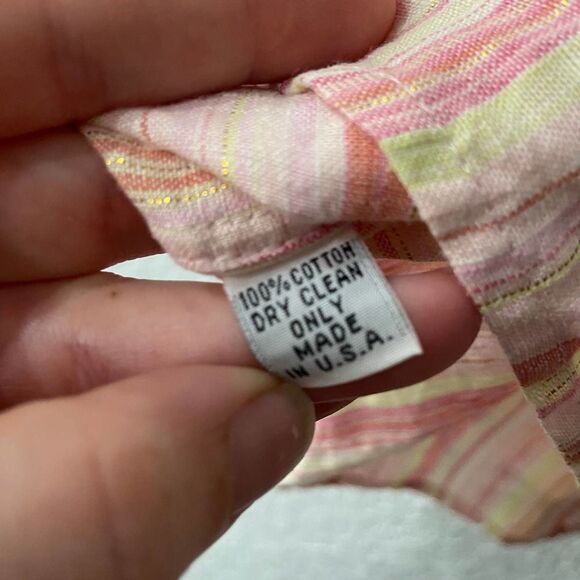 100% COTTON
DRY CLEAN
ONLY
MADE
IN U.S.A.